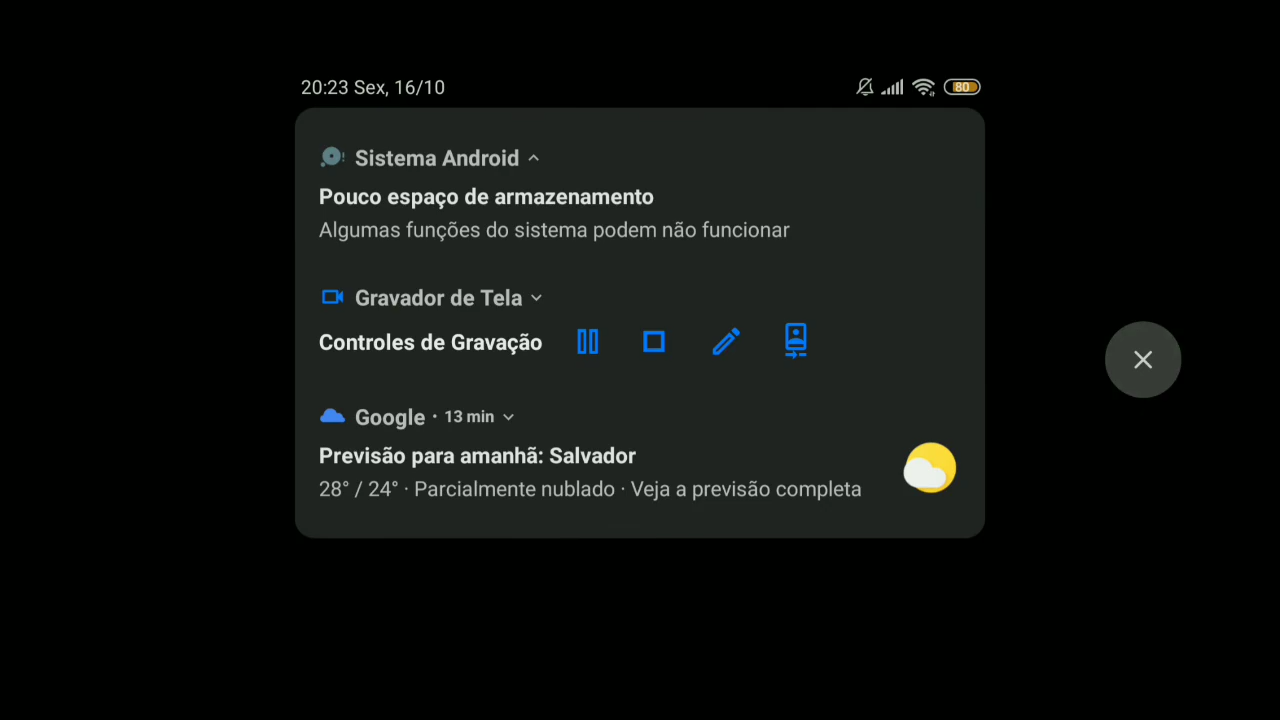 20:23 Sex, 16/10
80
Sistema Android
Pouco espaço de armazenamento
Algumas funções do sistema podem não funcionar
Gravador de Tela
Controles de Gravação
Google · 13 min
Previsão para amanhã: Salvador
28° / 24° · Parcialmente nublado · Veja a previsão completa